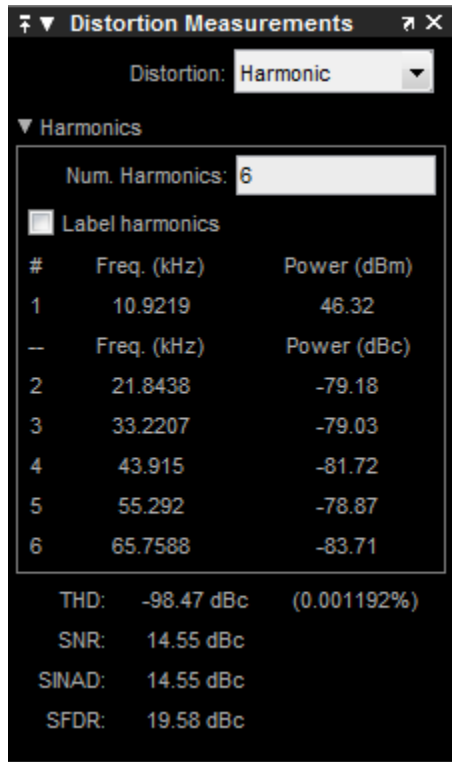 Distortion Measurements
Distortion: Harmonic
Harmonics
Num. Harmonics: 6
Label harmonics
# Freq. (kHz) Power (dBm)
1 10.9219 46.32
-- Freq. (kHz) Power (dBc)
2 21.8438 -79.18
3 33.2207 -79.03
4 43.915 -81.72
5 55.292 -78.87
6 65.7588 -83.71
THD: -98.47 dBc (0.001192%)
SNR: 14.55 dBc
SINAD: 14.55 dBc
SFDR: 19.58 dBc